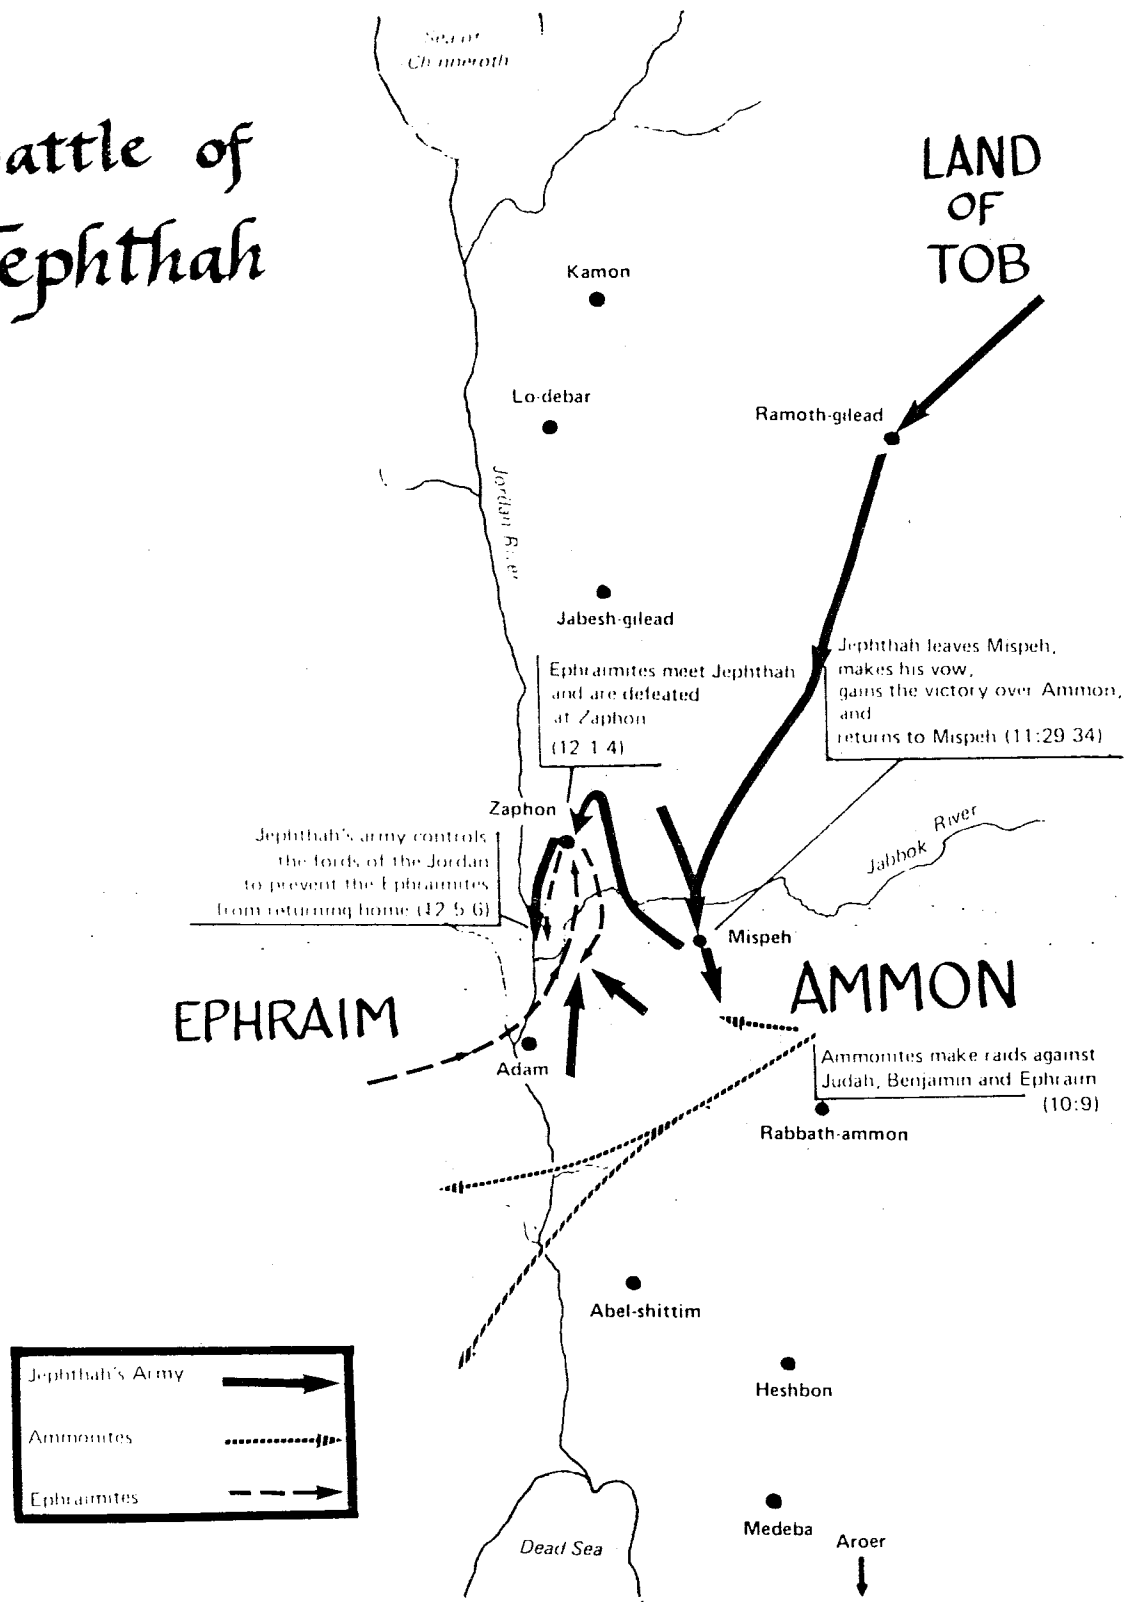 Sea of
Chinneroth
attle of
ephthah
LAND
OF
TOB
Kamon
Lo-debar
Ramoth-gilead
Jordan River
Jabesh-gilead
Ephraimites meet Jephthah
and are defeated
at Zaphon
(12 1 4)
Jephthah leaves Mispeh,
makes his vow,
gains the victory over Ammon,
and
returns to Mispeh (11:29 34)
Zaphon
Jephthah's army controls
the fords of the Jordan
to prevent the Ephraimites
from returning home (12 5 6)
Jabbok River
Mispeh
EPHRAIM
AMMON
Adam
Ammonites make raids against
Judah, Benjamin and Ephraim
(10:9)
Rabbath-ammon
Abel-shittim
Heshbon
Jephthah's Army
Ammonites
Ephraimites
Medeba
Aroer
Dead Sea